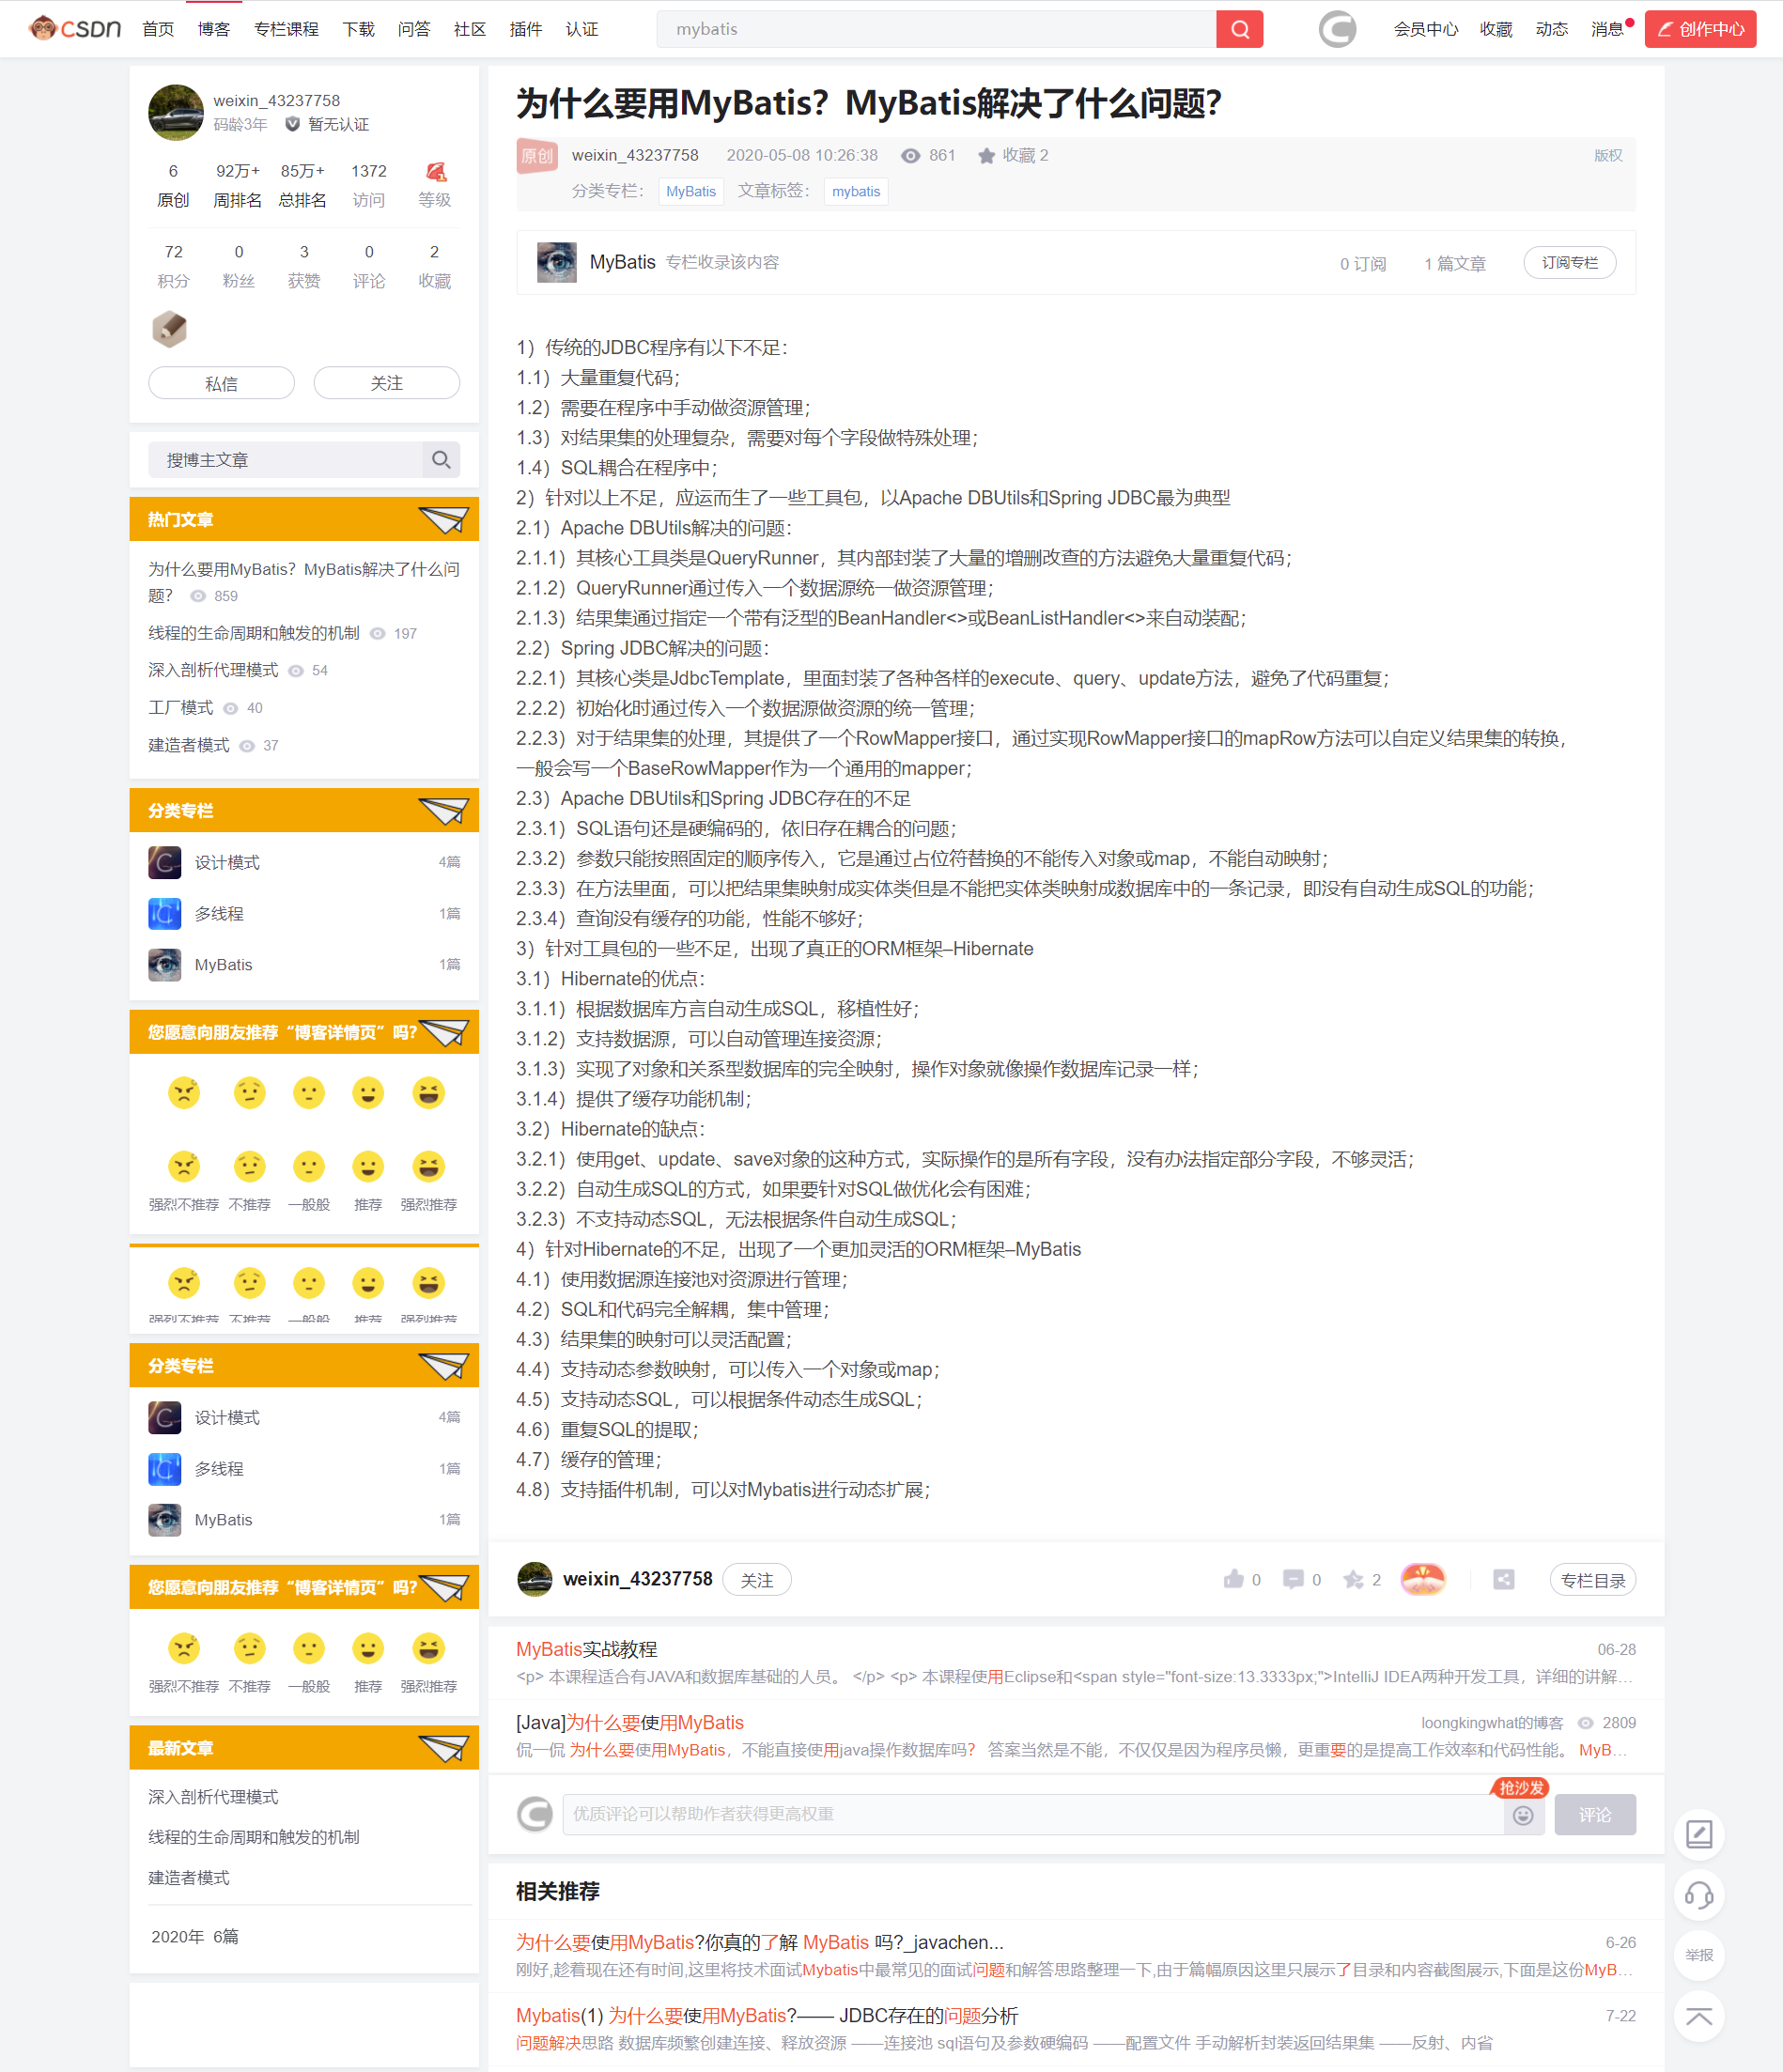 CSDN 首页 博客 专栏课程 下载 问答 社区 插件 认证 mybatis 会员中心 收藏 动态 消息 创作中心
weixin_43237758
码龄3年 暂无认证
6 92万+ 85万+ 1372
原创 周排名 总排名 访问 等级
72 0 3 0 2
积分 粉丝 获赞 评论 收藏
私信 关注
搜博主文章
热门文章
为什么要用MyBatis？MyBatis解决了什么问
题？ 859
线程的生命周期和触发的机制 197
深入剖析代理模式 54
工厂模式 40
建造者模式 37
分类专栏
设计模式 4篇
多线程 1篇
MyBatis 1篇
您愿意向朋友推荐“博客详情页”吗？
强烈不推荐 不推荐 一般般 推荐 强烈推荐
强烈不推荐 不推荐 一般般 推荐 强烈推荐
分类专栏
设计模式 4篇
多线程 1篇
MyBatis 1篇
您愿意向朋友推荐“博客详情页”吗？
强烈不推荐 不推荐 一般般 推荐 强烈推荐
最新文章
深入剖析代理模式
线程的生命周期和触发的机制
建造者模式
2020年 6篇
为什么要用MyBatis？MyBatis解决了什么问题？
原创 weixin_43237758 2020-05-08 10:26:38 861 收藏 2 版权
分类专栏： MyBatis 文章标签： mybatis
MyBatis 专栏收录该内容 0 订阅 1 篇文章 订阅专栏
1）传统的JDBC程序有以下不足：
1.1）大量重复代码；
1.2）需要在程序中手动做资源管理；
1.3）对结果集的处理复杂，需要对每个字段做特殊处理；
1.4）SQL耦合在程序中；
2）针对以上不足，应运而生了一些工具包，以Apache DBUtils和Spring JDBC最为典型
2.1）Apache DBUtils解决的问题：
2.1.1）其核心工具类是QueryRunner，其内部封装了大量的增删改查的方法避免大量重复代码；
2.1.2）QueryRunner通过传入一个数据源统一做资源管理；
2.1.3）结果集通过指定一个带有泛型的BeanHandler<>或BeanListHandler<>来自动装配；
2.2）Spring JDBC解决的问题：
2.2.1）其核心类是JdbcTemplate，里面封装了各种各样的execute、query、update方法，避免了代码重复；
2.2.2）初始化时通过传入一个数据源做资源的统一管理；
2.2.3）对于结果集的处理，其提供了一个RowMapper接口，通过实现RowMapper接口的mapRow方法可以自定义结果集的转换，
一般会写一个BaseRowMapper作为一个通用的mapper；
2.3）Apache DBUtils和Spring JDBC存在的不足
2.3.1）SQL语句还是硬编码的，依旧存在耦合的问题；
2.3.2）参数只能按照固定的顺序传入，它是通过占位符替换的不能传入对象或map，不能自动映射；
2.3.3）在方法里面，可以把结果集映射成实体类但是不能把实体类映射成数据库中的一条记录，即没有自动生成SQL的功能；
2.3.4）查询没有缓存的功能，性能不够好；
3）针对工具包的一些不足，出现了真正的ORM框架–Hibernate
3.1）Hibernate的优点：
3.1.1）根据数据库方言自动生成SQL，移植性好；
3.1.2）支持数据源，可以自动管理连接资源；
3.1.3）实现了对象和关系型数据库的完全映射，操作对象就像操作数据库记录一样；
3.1.4）提供了缓存功能机制；
3.2）Hibernate的缺点：
3.2.1）使用get、update、save对象的这种方式，实际操作的是所有字段，没有办法指定部分字段，不够灵活；
3.2.2）自动生成SQL的方式，如果要针对SQL做优化会有困难；
3.2.3）不支持动态SQL，无法根据条件自动生成SQL；
4）针对Hibernate的不足，出现了一个更加灵活的ORM框架–MyBatis
4.1）使用数据源连接池对资源进行管理；
4.2）SQL和代码完全解耦，集中管理；
4.3）结果集的映射可以灵活配置；
4.4）支持动态参数映射，可以传入一个对象或map；
4.5）支持动态SQL，可以根据条件动态生成SQL；
4.6）重复SQL的提取；
4.7）缓存的管理；
4.8）支持插件机制，可以对Mybatis进行动态扩展；
weixin_43237758 关注 0 0 2 专栏目录
MyBatis实战教程 06-28
<p> 本课程适合有JAVA和数据库基础的人员。 </p> <p> 本课程使用Eclipse和<span style="font-size:13.3333px;">IntelliJ IDEA两种开发工具，详细的讲解...
[Java]为什么要使用MyBatis loongkingwhat的博客 2809
侃一侃 为什么要使用MyBatis，不能直接使用java操作数据库吗？ 答案当然是不能，不仅仅是因为程序员懒，更重要的是提高工作效率和代码性能。 MyB...
抢沙发
优质评论可以帮助作者获得更高权重 评论
相关推荐
为什么要使用MyBatis?你真的了解 MyBatis 吗?_javachen... 6-26
刚好,趁着现在还有时间,这里将技术面试Mybatis中最常见的面试问题和解答思路整理一下,由于篇幅原因这里只展示了目录和内容截图展示,下面是这份MyB...
Mybatis(1) 为什么要使用MyBatis?—— JDBC存在的问题分析 7-22
问题解决思路 数据库频繁创建连接、释放资源 ——连接池 sql语句及参数硬编码 ——配置文件 手动解析封装返回结果集 ——反射、内省
举报